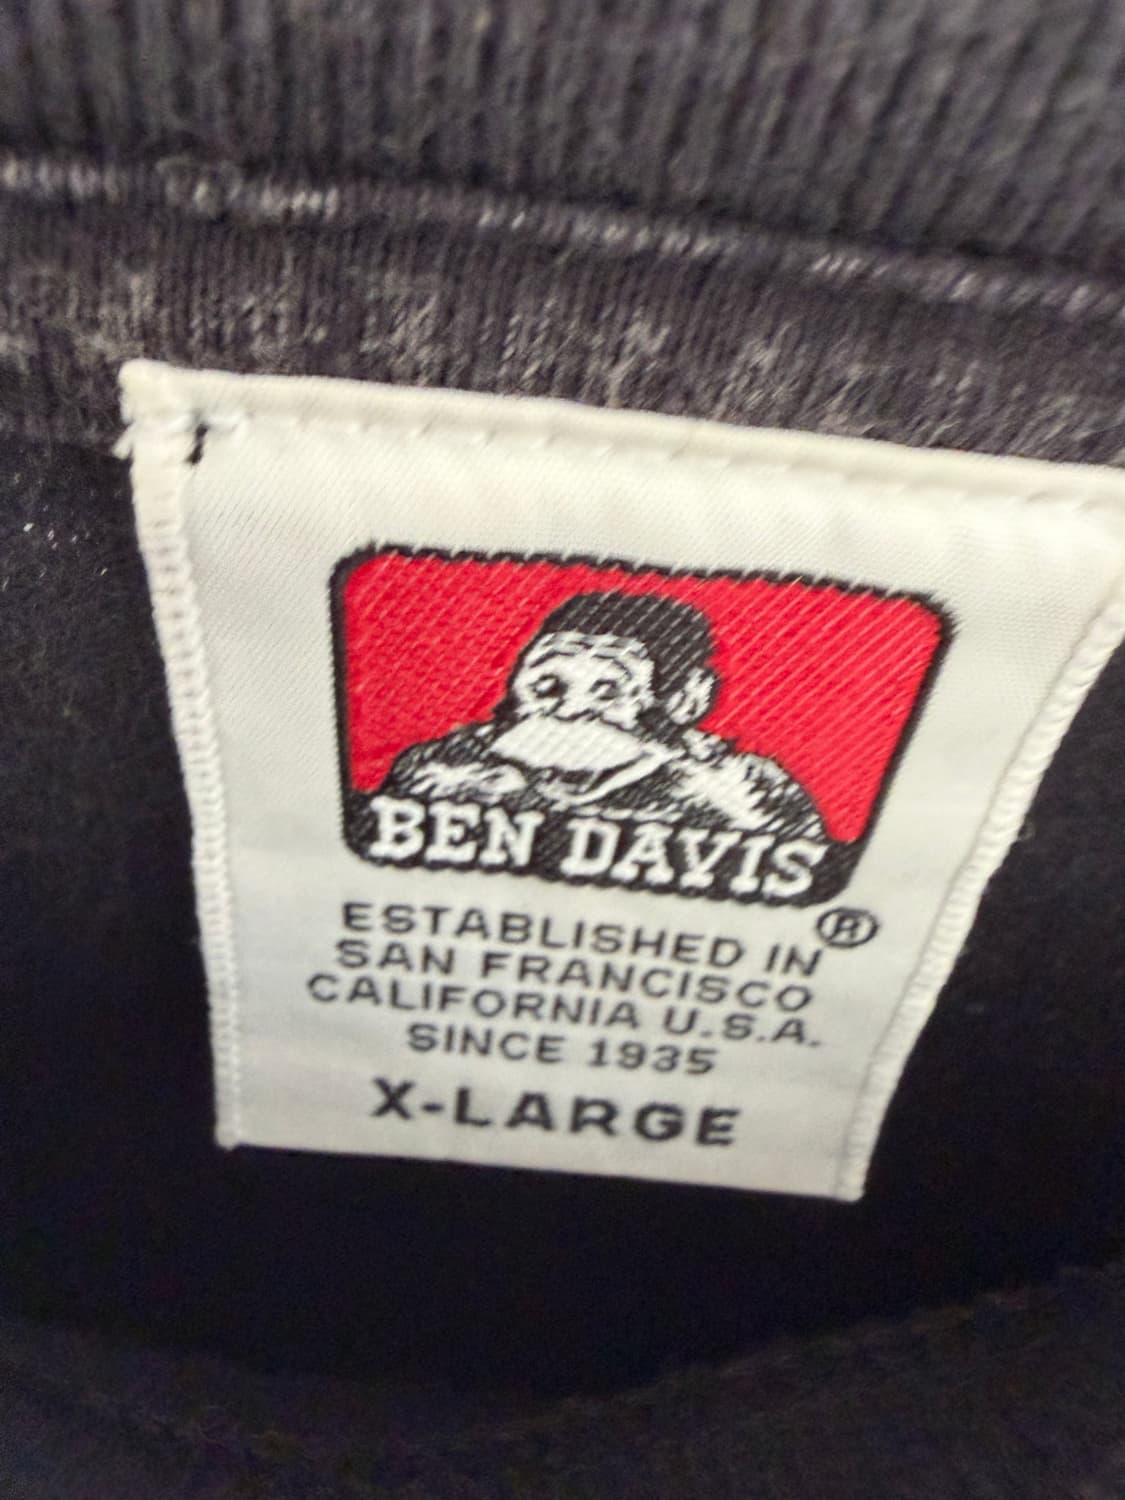 BEN DAVIS
®
ESTABLISHED IN
SAN FRANCISCO
CALIFORNIA U.S.A.
SINCE 1935
X-LARGE